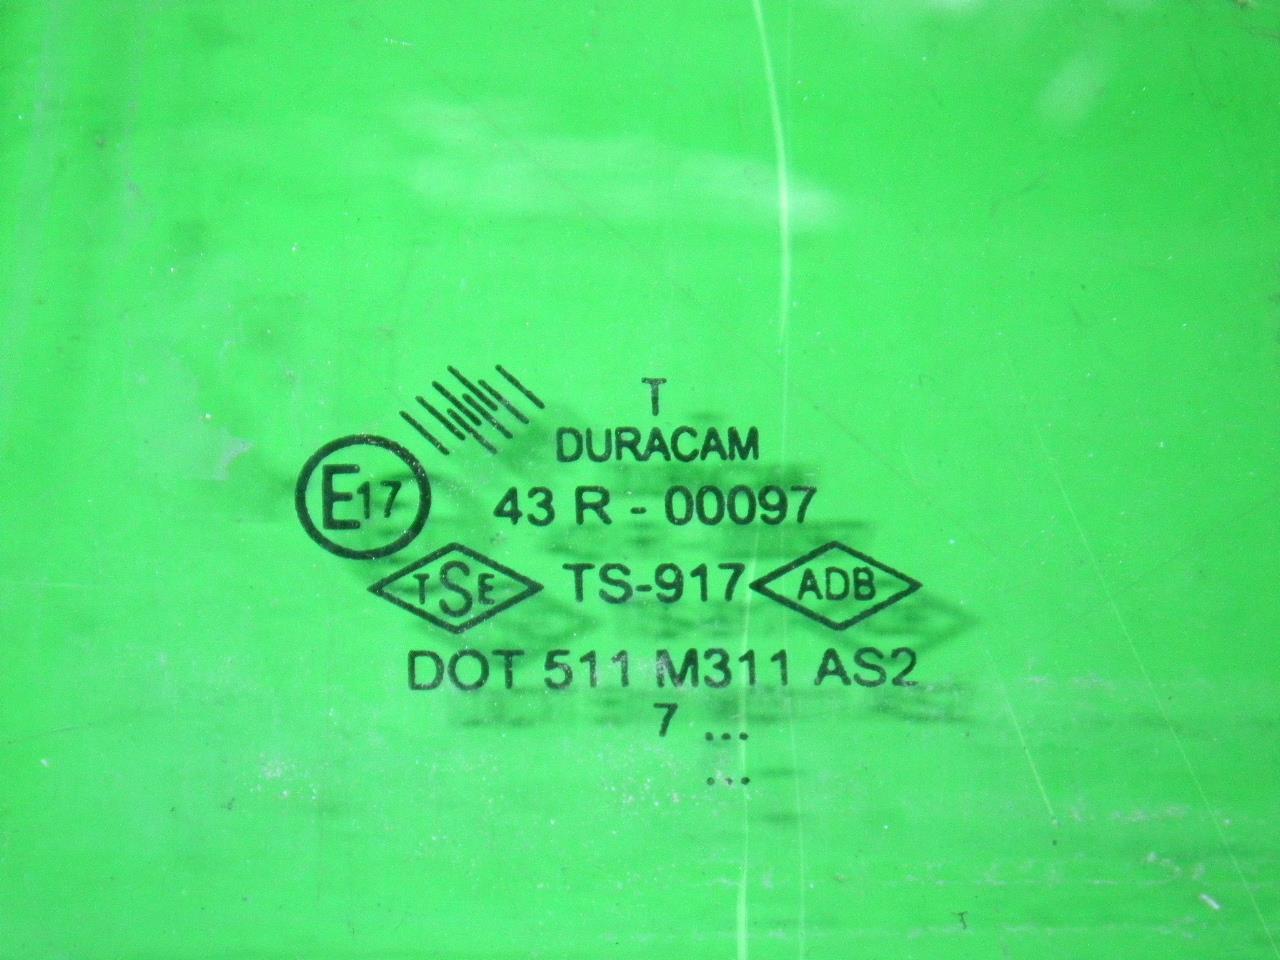 T
DURACAM
E17 43 R - 00097
TSE TS-917 ADB
DOT 511 M311 AS2
7 ...
...